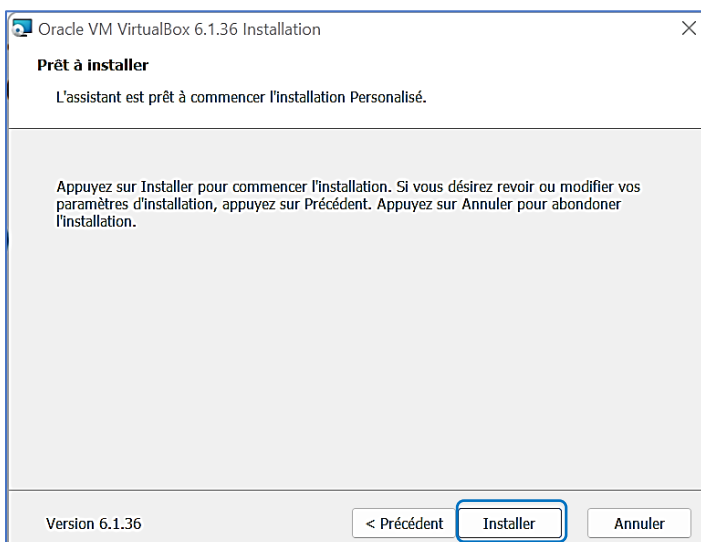 Oracle VM VirtualBox 6.1.36 Installation
Prêt à installer
L'assistant est prêt à commencer l'installation Personalisé.
Appuyez sur Installer pour commencer l'installation. Si vous désirez revoir ou modifier vos
paramètres d'installation, appuyez sur Précédent. Appuyez sur Annuler pour abondoner
l'installation.
Version 6.1.36
< Précédent
Installer
Annuler